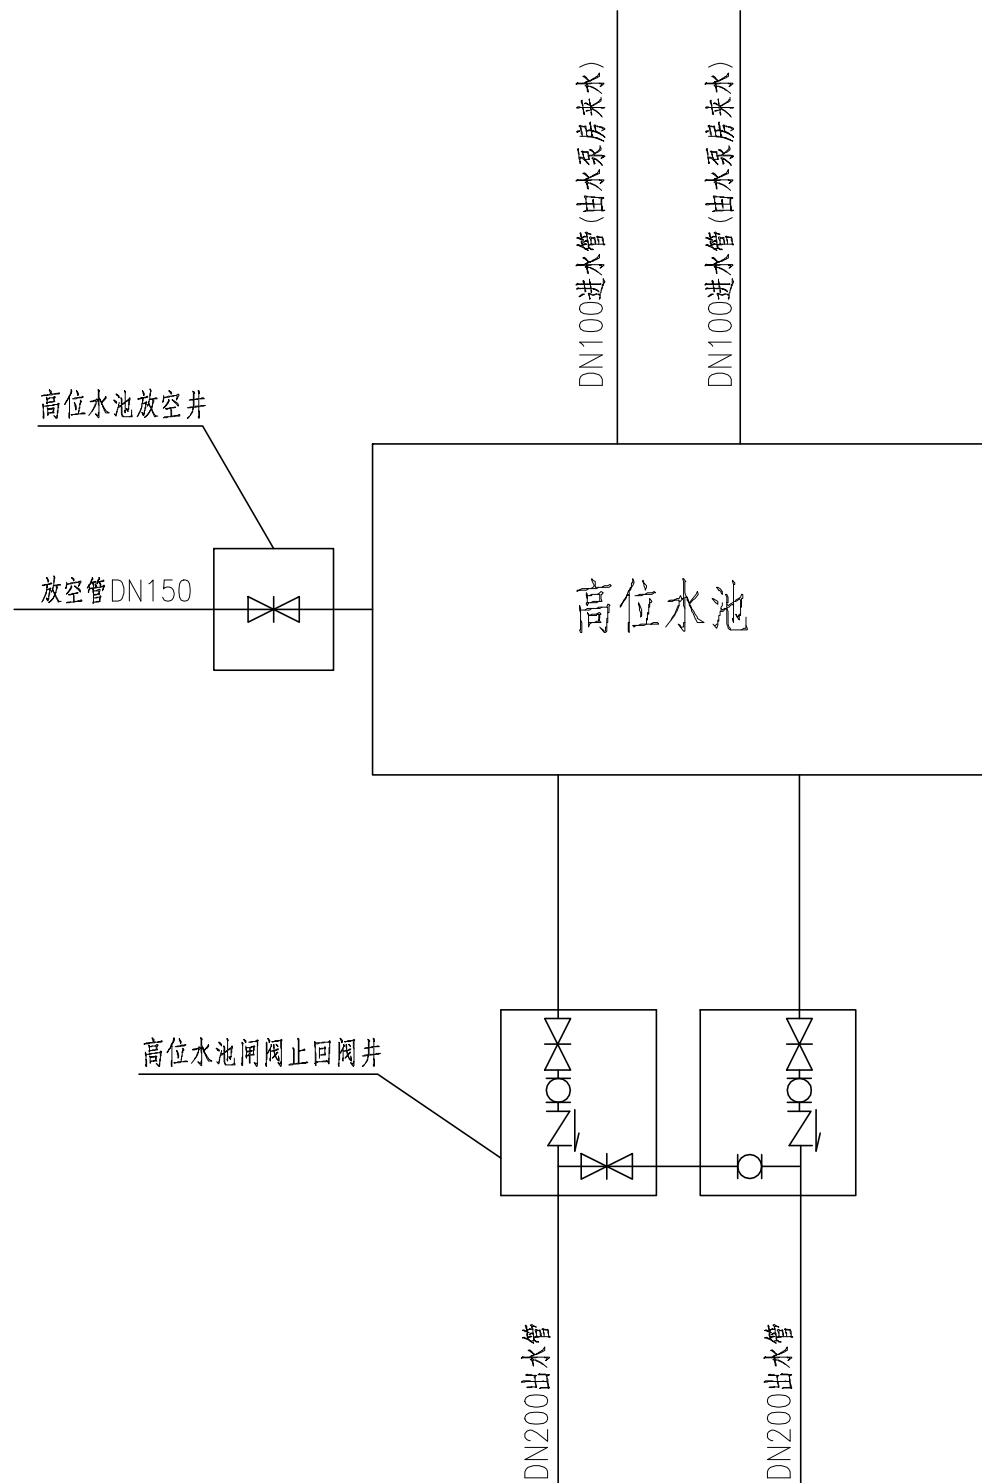 DN100进水管(由水泵房来水)
DN100进水管(由水泵房来水)
高位水池放空井
放空管DN150
高位水池
高位水池闸阀止回阀井
DN200出水管
DN200出水管